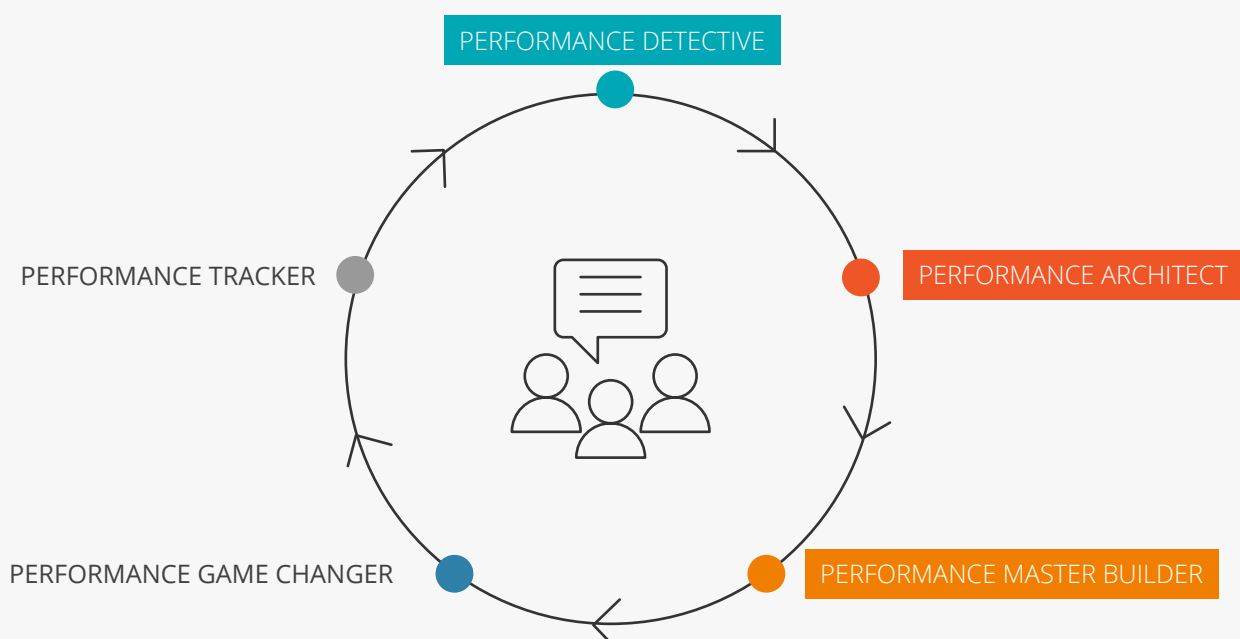 PERFORMANCE DETECTIVE
PERFORMANCE TRACKER
PERFORMANCE ARCHITECT
PERFORMANCE GAME CHANGER
PERFORMANCE MASTER BUILDER